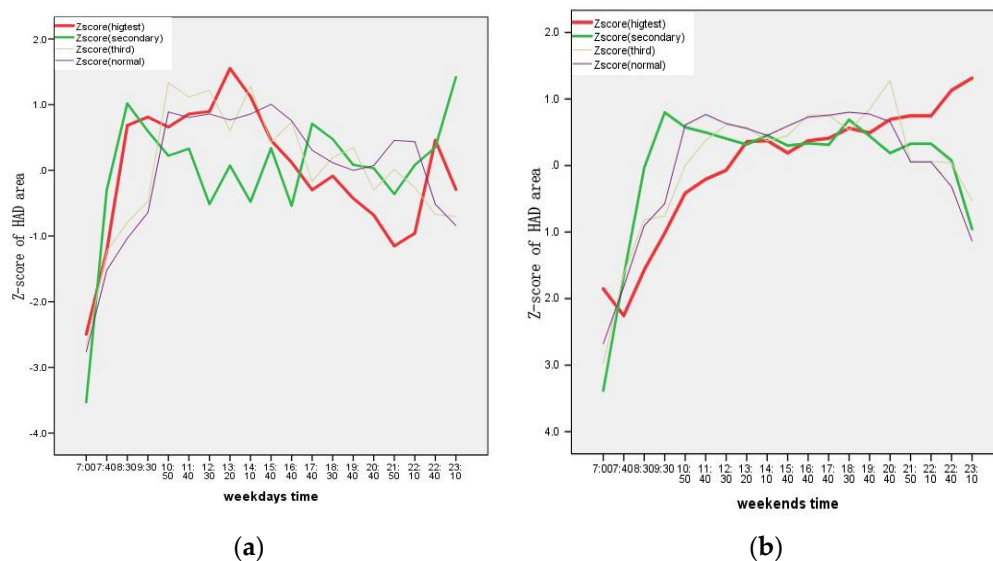 Zscore(higtest)
Zscore(secondary)
Zscore(third)
Zscore(normal)
2.0
1.0
.0
-1.0
-2.0
-3.0
-4.0
Z-score of HAD area
7:00 7:40 8:30 09:30 10:50 11:40 12:30 13:20 14:10 15:40 16:40 17:40 18:30 19:40 20:40 21:50 22:10 22:40 23:10
weekdays time
(a)
Zscore(higtest)
Zscore(secondary)
Zscore(third)
Zscore(normal)
2.0
1.0
.0
1.0
2.0
3.0
4.0
Z-score of HAD area
7:00 7:40 8:30 09:30 10:50 11:40 12:30 13:20 14:10 15:40 16:40 17:40 18:30 19:40 20:40 21:50 22:10 22:40 23:10
weekends time
(b)